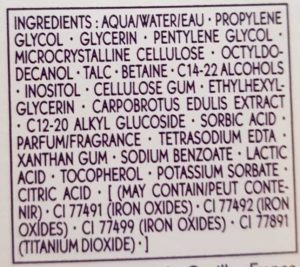 INGREDIENTS : AQUA/WATER/EAU • PROPYLENE
GLYCOL • GLYCERIN • PENTYLENE GLYCOL •
MICROCRYSTALLINE CELLULOSE • OCTYLDO-
DECANOL • TALC • BETAINE • C14-22 ALCOHOLS
• INOSITOL • CELLULOSE GUM • ETHYLHEXYL-
GLYCERIN • CARPOBROTUS EDULIS EXTRACT
• C12-20 ALKYL GLUCOSIDE • SORBIC ACID •
PARFUM/FRAGRANCE • TETRASODIUM EDTA •
XANTHAN GUM • SODIUM BENZOATE • LACTIC
ACID • TOCOPHEROL • POTASSIUM SORBATE •
CITRIC ACID • [ (MAY CONTAIN/PEUT CONTE-
NIR) • CI 77491 (IRON OXIDES) • CI 77492 (IRON
OXIDES) • CI 77499 (IRON OXIDES) • CI 77891
(TITANIUM DIOXIDE) • ]